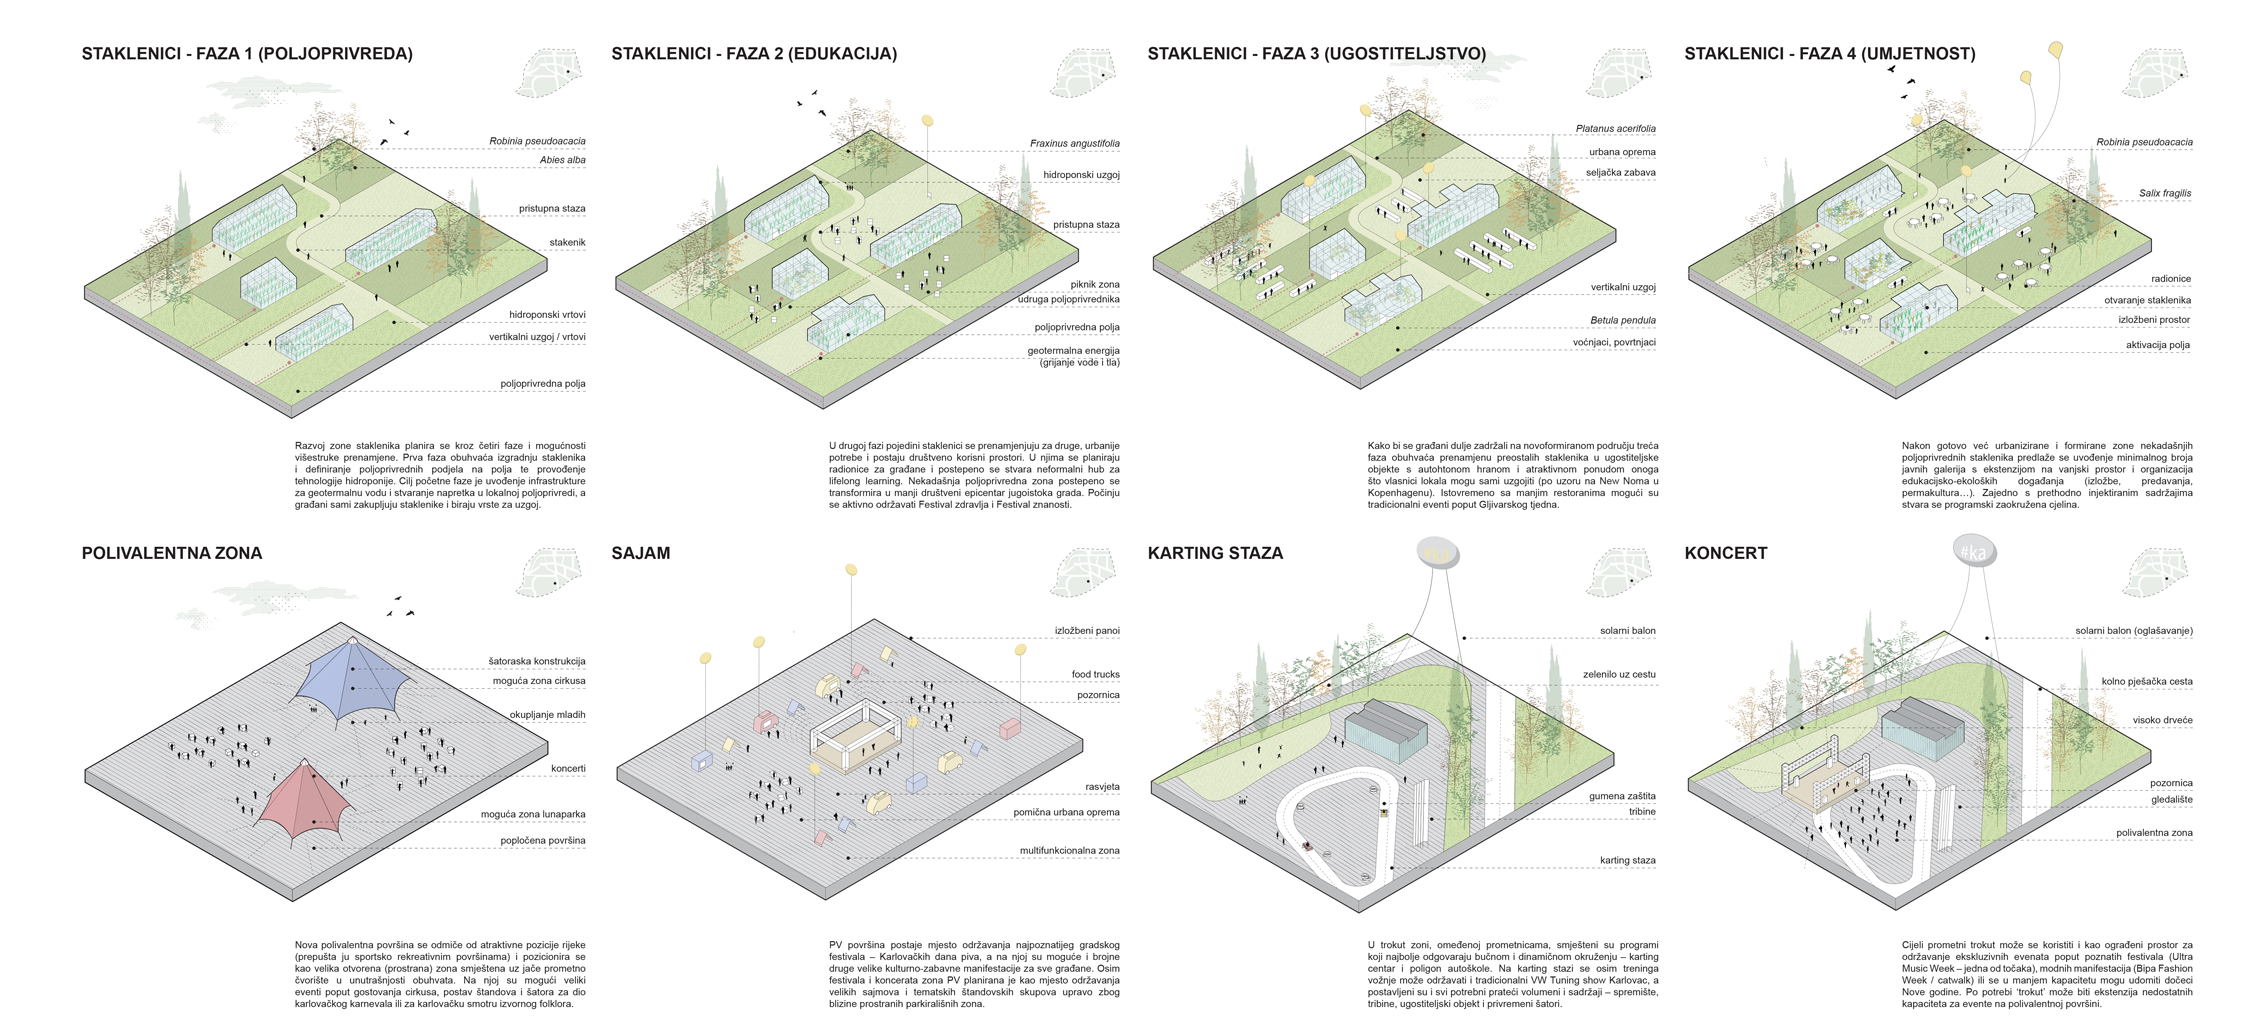 STAKLENICI - FAZA 1 (POLJOPRIVREDA)
Robinia pseudoacacia
Abies alba
pristupna staza
stakenik
hidroponski vrtovi
vertikalni uzgoj / vrtovi
poljoprivredna polja
Razvoj zone staklenika planira se kroz četiri faze i mogućnosti
višestruke prenamjene. Prva faza obuhvaća izgradnju staklenika
i definiranje poljoprivrednih podjela na polja te provođenje
tehnologije hidroponije. Cilj početne faze je uvođenje infrastrukture
za geotermalnu vodu i stvaranje napretka u lokalnoj poljoprivredi, a
građani sami zakupljuju staklenike i biraju vrste za uzgoj.
STAKLENICI - FAZA 2 (EDUKACIJA)
Fraxinus angustifolia
hidroponski uzgoj
pristupna staza
piknik zona
udruga poljoprivrednika
poljoprivredna polja
geotermalna energija
(grijanje vode i tla)
U drugoj fazi pojedini staklenici se prenamjenjuju za druge, urbanije
potrebe i postaju društveno korisni prostori. U njima se planiraju
radionice za građane i postepeno se stvara neformalni hub za
lifelong learning. Nekadašnja poljoprivredna zona postepeno se
transformira u manji društveni epicentar jugoistoka grada. Počinju
se aktivno održavati Festival zdravlja i Festival znanosti.
STAKLENICI - FAZA 3 (UGOSTITELJSTVO)
Platanus acerifolia
urbana oprema
seljačka zabava
vertikalni uzgoj
Betula pendula
voćnjaci, povrtnjaci
Kako bi se građani dulje zadržali na novoformiranom području treća
faza obuhvaća prenamjenu preostalih staklenika u ugostiteljske
objekte s autohtonom hranom i atraktivnom ponudom onoga
što vlasnici lokala mogu sami uzgojiti (po uzoru na New Noma u
Kopenhagenu). Istovremeno sa manjim restoranima mogući su
tradicionalni eventi poput Gljivarskog tjedna.
STAKLENICI - FAZA 4 (UMJETNOST)
Robinia pseudoacacia
Salix fragilis
radionice
otvaranje staklenika
izložbeni prostor
aktivacija polja
Nakon gotovo već urbanizirane i formirane zone nekadašnjih
poljoprivrednih staklenika predlaže se uvođenje minimalnog broja
javnih galerija s ekstenzijom na vanjski prostor i organizacija
edukacijsko-ekoloških događanja (izložbe, predavanja,
permakultura…). Zajedno s prethodno injektiranim sadržajima
stvara se programski zaokružena cjelina.
POLIVALENTNA ZONA
šatoraska konstrukcija
moguća zona cirkusa
okupljanje mladih
koncerti
moguća zona lunaparka
popločena površina
Nova polivalentna površina se odmiče od atraktivne pozicije rijeke
(prepušta ju sportsko rekreativnim površinama) i pozicionira se
kao velika otvorena (prostrana) zona smještena uz jače prometno
čvorište u unutrašnjosti obuhvata. Na njoj su mogući veliki
eventi poput gostovanja cirkusa, postav štandova i šatora za dio
karlovačkog karnevala ili za karlovačku smotru izvornog folklora.
SAJAM
izložbeni panoi
food trucks
pozornica
rasvjeta
pomična urbana oprema
multifunkcionalna zona
PV površina postaje mjesto održavanja najpoznatijeg gradskog
festivala – Karlovačkih dana piva, a na njoj su moguće i brojne
druge velike kulturno-zabavne manifestacije za sve građane. Osim
festivala i koncerata zona PV planirana je kao mjesto održavanja
velikih sajmova i tematskih štandovskih skupova upravo zbog
blizine prostranih parkirališnih zona.
KARTING STAZA
#ka
solarni balon
zelenilo uz cestu
gumena zaštita
tribine
karting staza
U trokut zoni, omeđenoj prometnicama, smješteni su programi
koji najbolje odgovaraju bučnom i dinamičnom okruženju – karting
centar i poligon autoškole. Na karting stazi se osim treninga
vožnje može održavati i tradicionalni VW Tuning show Karlovac, a
postavljeni su i svi potrebni prateći volumeni i sadržaji – spremište,
tribine, ugostiteljski objekt i privremeni šatori.
KONCERT
#ka
solarni balon (oglašavanje)
kolno pješačka cesta
visoko drveće
pozornica
gledalište
polivalentna zona
Cijeli prometni trokut može se koristiti i kao ograđeni prostor za
održavanje ekskluzivnih evenata poput poznatih festivala (Ultra
Music Week – jedna od točaka), modnih manifestacija (Bipa Fashion
Week / catwalk) ili se u manjem kapacitetu mogu udomiti dočeci
Nove godine. Po potrebi ‘trokut’ može biti ekstenzija nedostatnih
kapaciteta za evente na polivalentnoj površini.